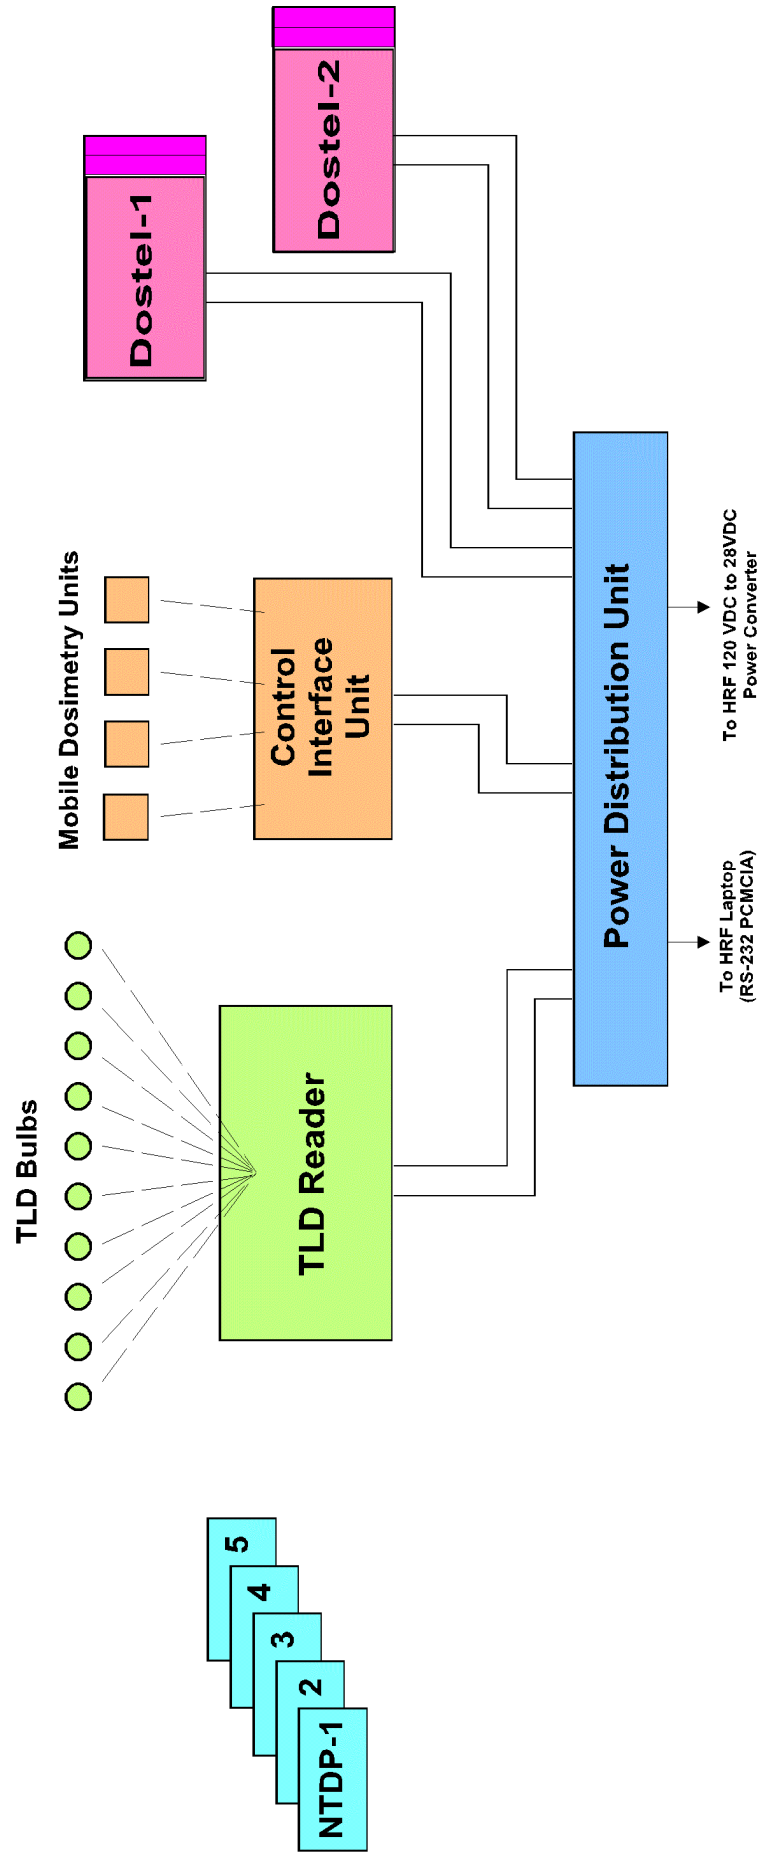 TLD Bulbs
Mobile Dosimetry Units
Dostel-1
Dostel-2
NTDP-1
2
3
4
5
TLD Reader
Control
Interface
Unit
Power Distribution Unit
To HRF Laptop
(RS-232 PCMCIA)
To HRF 120 VDC to 28VDC
Power Converter